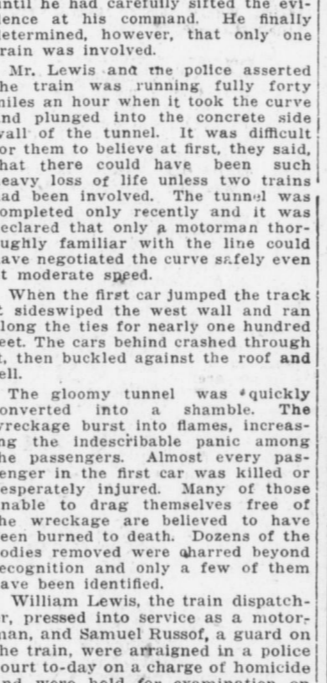 until he had carefully sifted the evi-
dence at his command. He finally
determined, however, that only one
train was involved.
Mr. Lewis and the police asserted
the train was running fully forty
miles an hour when it took the curve
and plunged into the concrete side
wall of the tunnel. It was difficult
for them to believe at first, they said,
that there could have been such
heavy loss of life unless two trains
had been involved. The tunnel was
completed only recently and it was
declared that only a motorman thor-
oughly familiar with the line could
have negotiated the curve safely even
at moderate speed.
When the first car jumped the track
it sideswiped the west wall and ran
along the ties for nearly one hundred
feet. The cars behind crashed through
it, then buckled against the roof and
fell.
The gloomy tunnel was quickly
converted into a shamble. The
wreckage burst into flames, increas-
ing the indescribable panic among
the passengers. Almost every pas-
senger in the first car was killed or
desperately injured. Many of those
unable to drag themselves free of
the wreckage are believed to have
been burned to death. Dozens of the
bodies removed were charred beyond
recognition and only a few of them
have been identified.
William Lewis, the train dispatch-
er, pressed into service as a motor-
man, and Samuel Russof, a guard on
the train, were arraigned in a police
court to-day on a charge of homicide
and were held for examination on